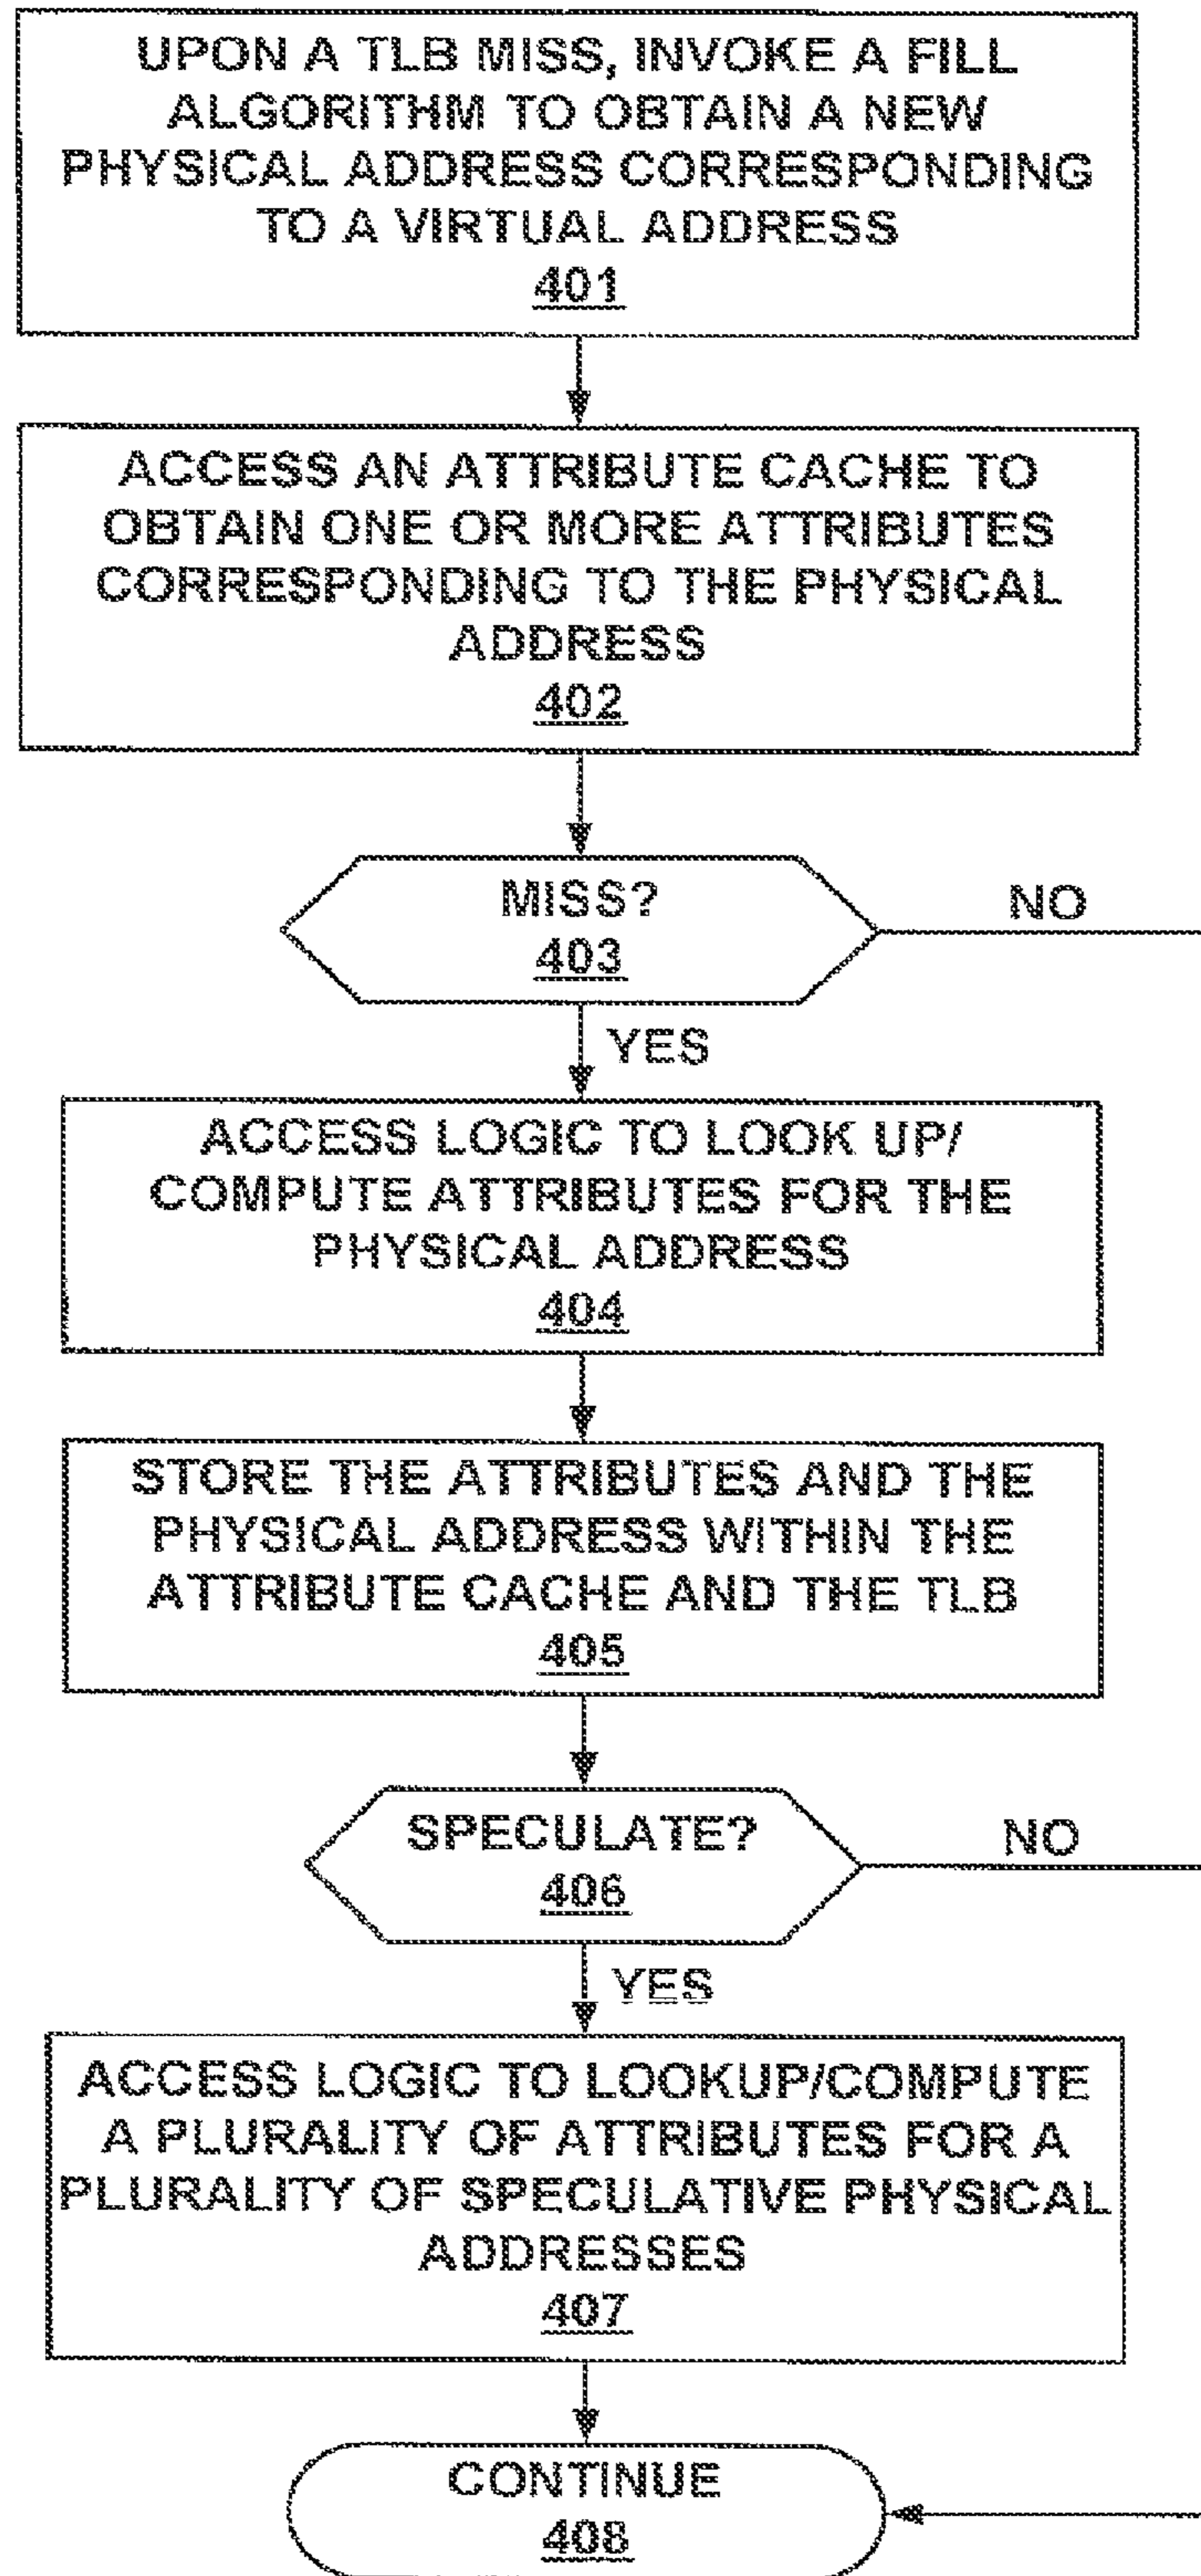 UPON A TLB MISS, INVOKE A FILL
ALGORITHM TO OBTAIN A NEW
PHYSICAL ADDRESS CORRESPONDING
TO A VIRTUAL ADDRESS
401
ACCESS AN ATTRIBUTE CACHE TO
OBTAIN ONE OR MORE ATTRIBUTES
CORRESPONDING TO THE PHYSICAL
ADDRESS
402
MISS?
403
NO
YES
ACCESS LOGIC TO LOOK UP/
COMPUTE ATTRIBUTES FOR THE
PHYSICAL ADDRESS
404
STORE THE ATTRIBUTES AND THE
PHYSICAL ADDRESS WITHIN THE
ATTRIBUTE CACHE AND THE TLB
405
SPECULATE?
406
NO
YES
ACCESS LOGIC TO LOOKUP/COMPUTE
A PLURALITY OF ATTRIBUTES FOR A
PLURALITY OF SPECULATIVE PHYSICAL
ADDRESSES
407
CONTINUE
408